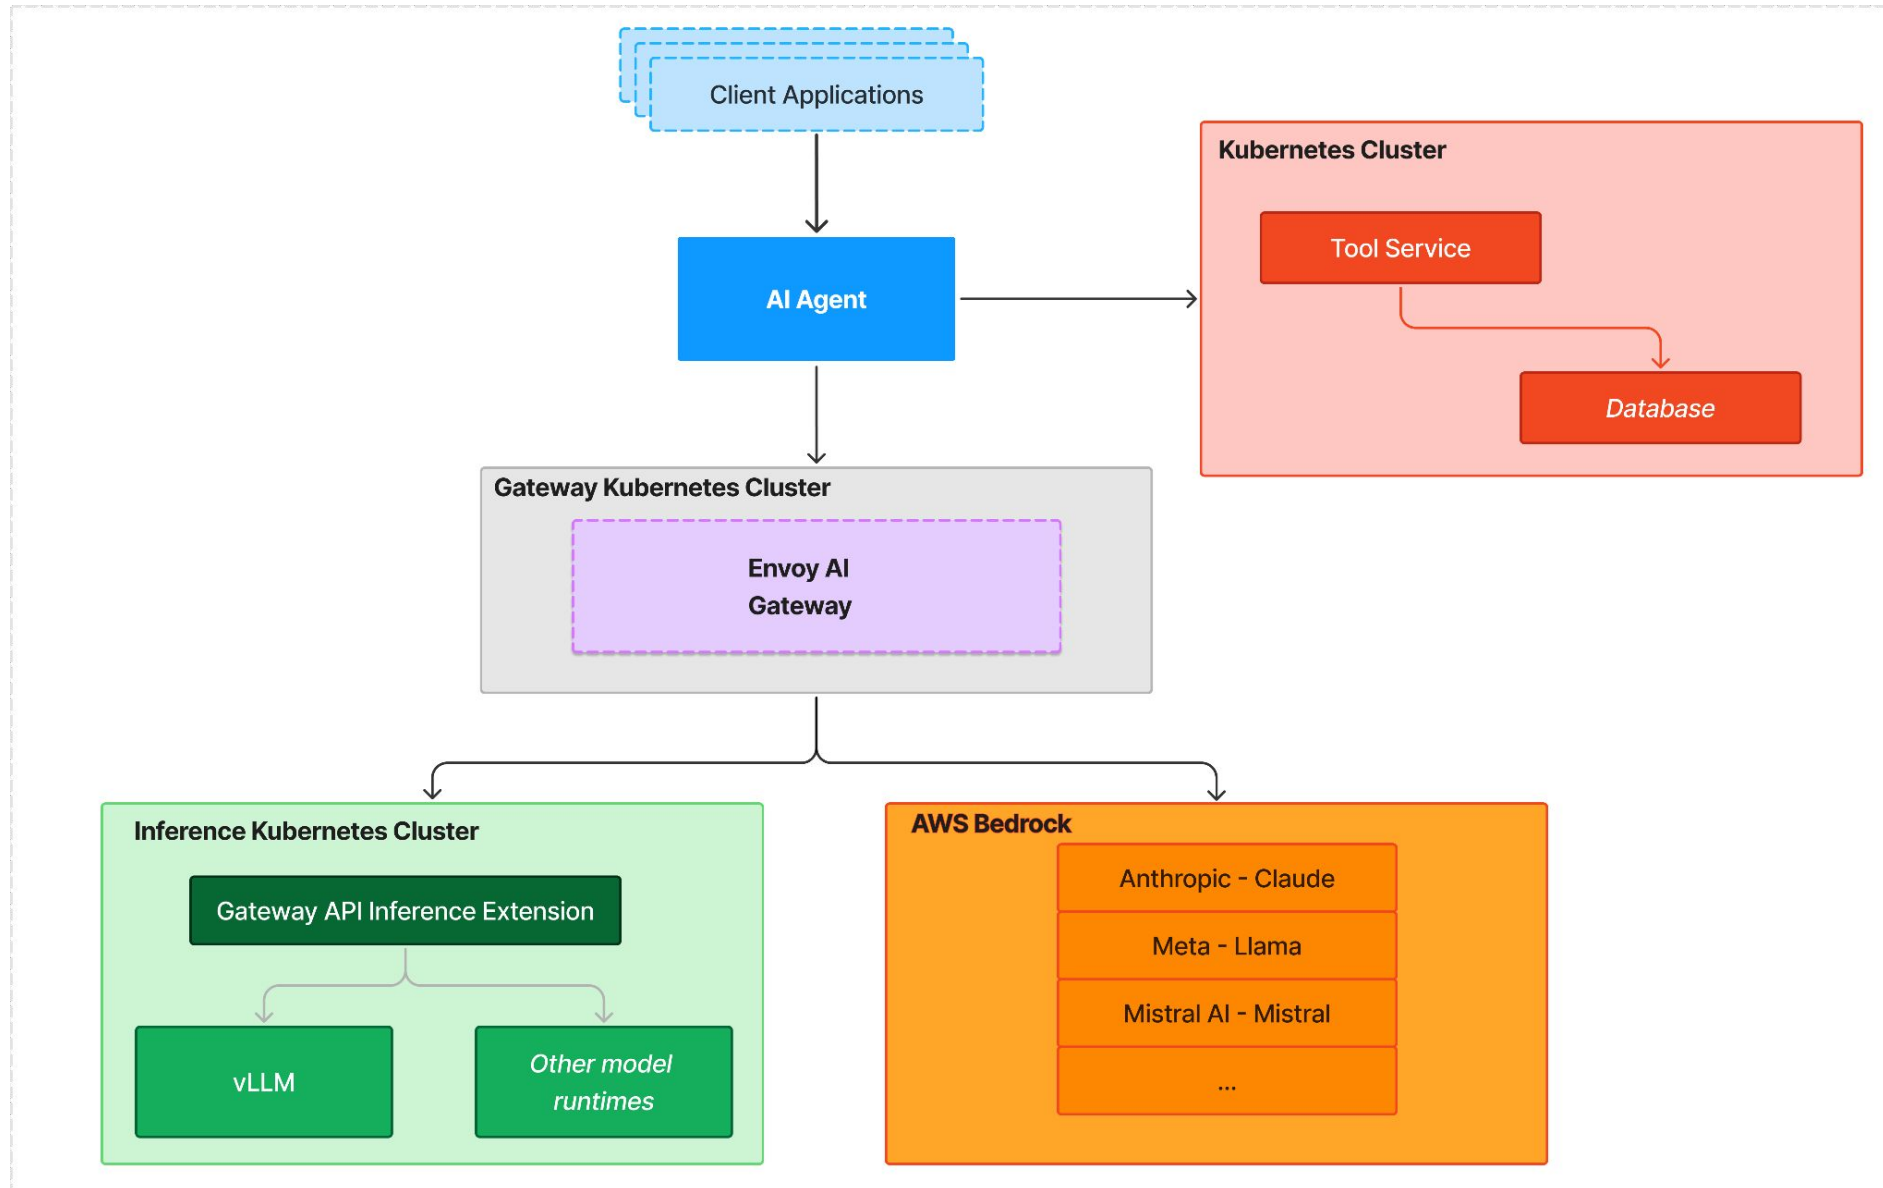 Client Applications
Kubernetes Cluster
Tool Service
AI Agent
Database
Gateway Kubernetes Cluster
Envoy AI
Gateway
Inference Kubernetes Cluster
Gateway API Inference Extension
vLLM
Other model
runtimes
AWS Bedrock
Anthropic - Claude
Meta - Llama
Mistral AI - Mistral
...